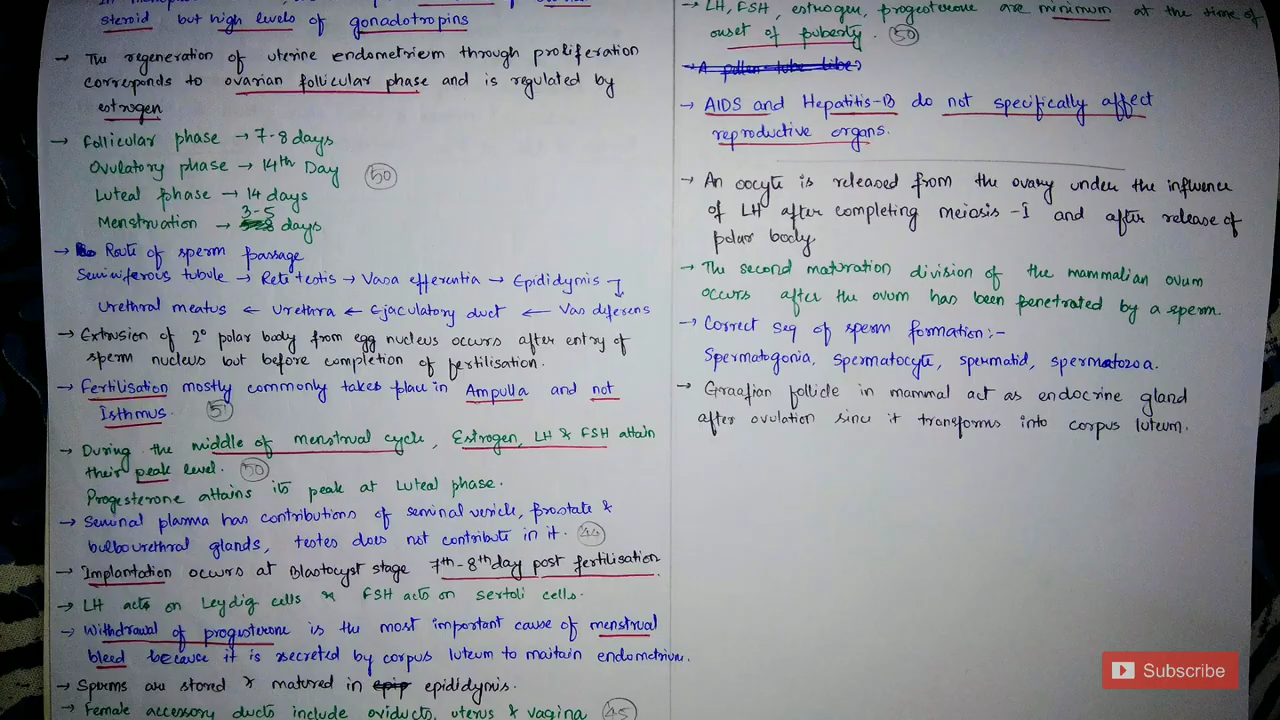 steroid but high levels of gonadotropins
→ The regeneration of uterine endometrium through proliferation
corresponds to ovarian follicular phase and is regulated by
estrogen
→ Follicular phase → 7-8 days
Ovulatory phase → 14th Day
50
Luteal phase → 14 days
Menstruation → 3-5 days
→ Route of sperm passage
Seminiferous tubule → Rete testis → Vasa efferentia → Epididymis
Urethral meatus ← Urethra ← Ejaculatory duct ← Vas diferens
→ Extrusion of 2° polar body from egg nucleus occurs after entry of
sperm nucleus but before completion of fertilisation.
→ Fertilisation mostly commonly takes place in Ampulla and not
Isthmus. 51
→ During the middle of menstrual cycle, Estrogen, LH & FSH attain
their peak level. 50
Progesterone attains its peak at Luteal phase.
→ Seminal plasma has contributions of seminal vesicle, prostate &
bulbourethral glands, testes does not contribute in it. 44
→ Implantation occurs at Blastocyst stage 7th-8th day post fertilisation.
→ LH acts on Leydig cells & FSH acts on sertoli cells.
→ Withdrawal of progesterone is the most important cause of menstrual
bleed because it is secreted by corpus luteum to maitain endometrium.
→ Sperms are stored & matured in epididymis.
→ Female accessory ducts include oviducts, uterus & vagina 45
→ LH, FSH, estrogen, progesterone are minimum at the time of
onset of puberty. 50
→ AIDS and Hepatitis-B do not specifically affect
reproductive organs.
→ An oocyte is released from the ovary under the influence
of LH after completing meiosis-I and after release of
polar body
→ The second maturation division of the mammalian ovum
occurs after the ovum has been penetrated by a sperm.
→ Correct seq of sperm formation:-
Spermatogonia, spermatocyte, spermatid, spermatozoa.
→ Graafian follicle in mammal act as endocrine gland
after ovulation since it transforms into corpus luteum.
Subscribe